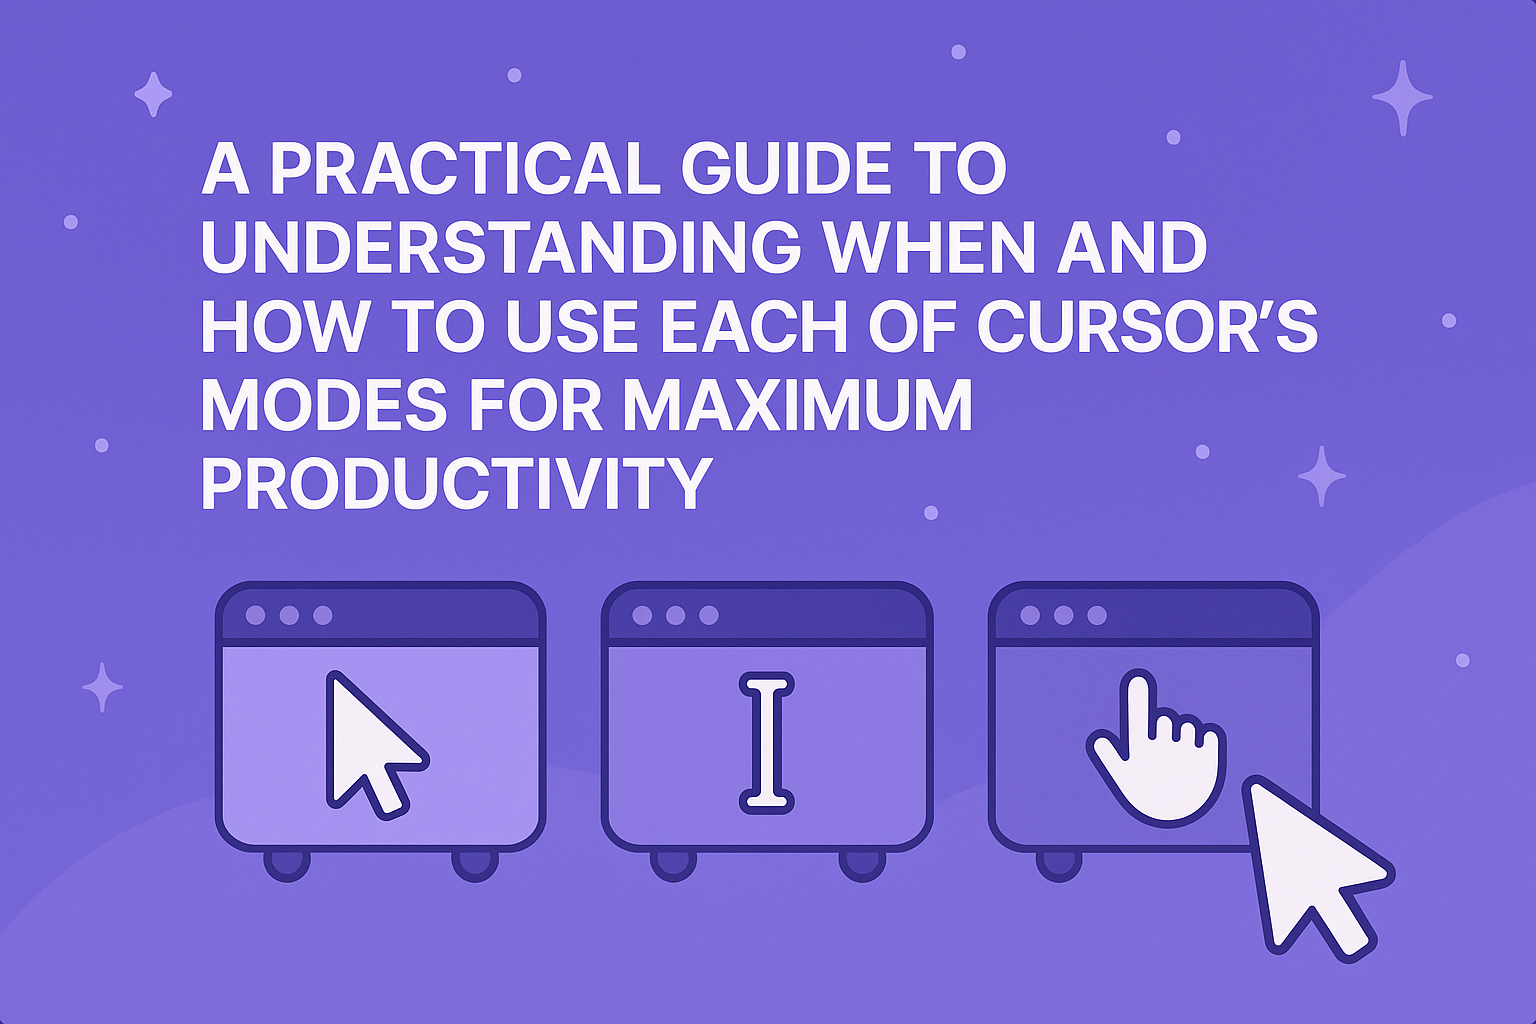 A PRACTICAL GUIDE TO
UNDERSTANDING WHEN AND
HOW TO USE EACH OF CURSOR’S
MODES FOR MAXIMUM
PRODUCTIVITY